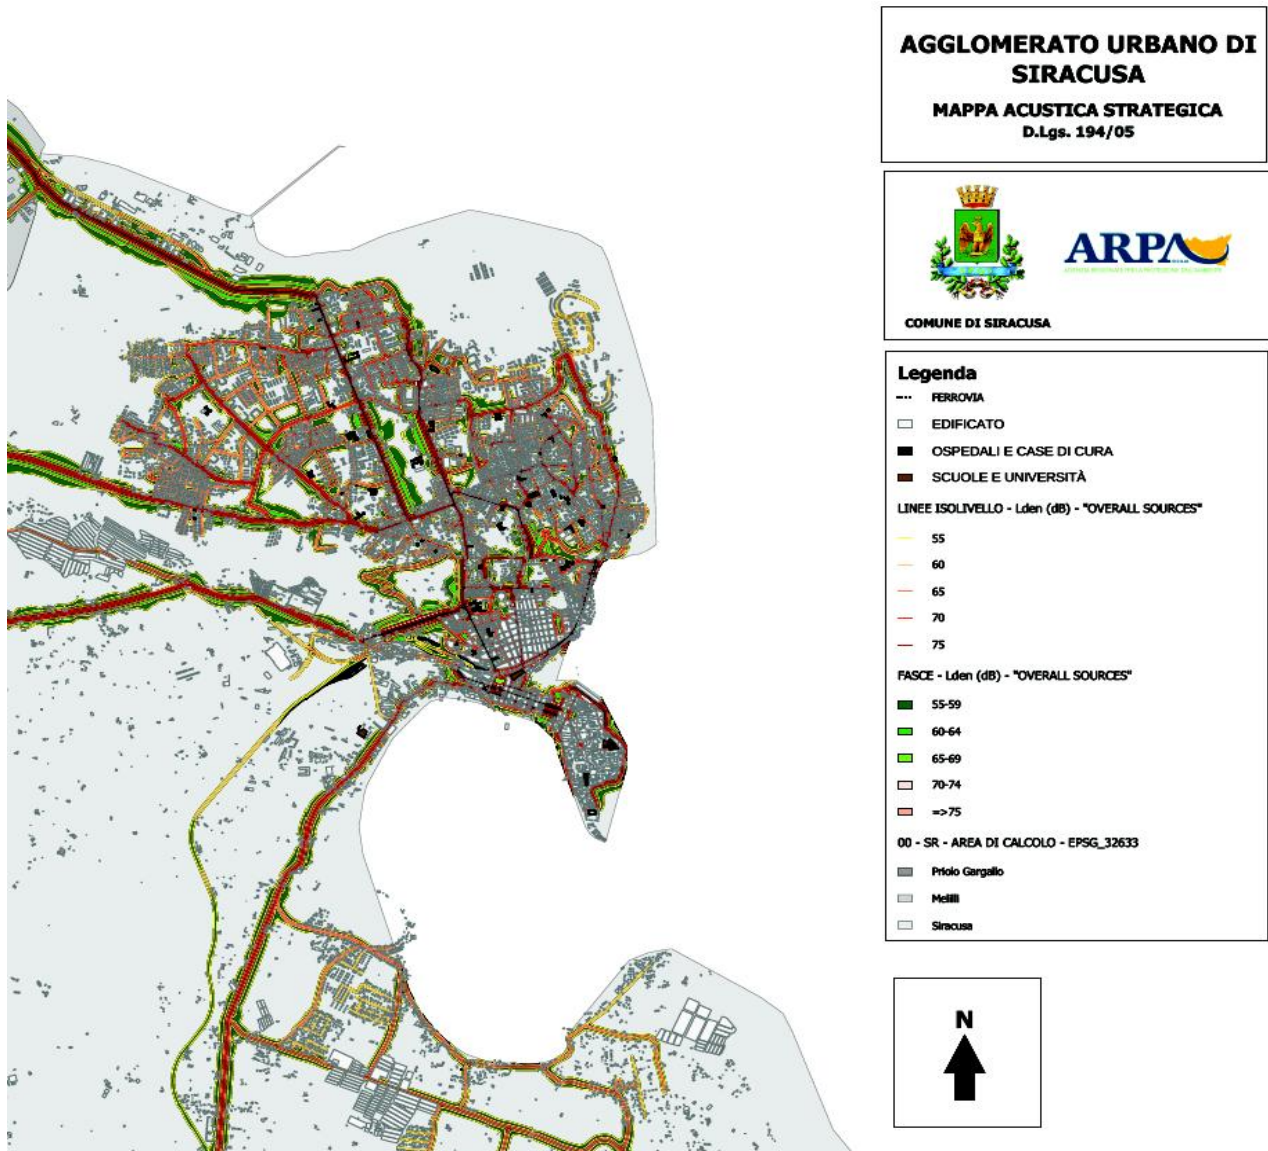 AGGLOMERATO URBANO DI
SIRACUSA
MAPPA ACUSTICA STRATEGICA
D.Lgs. 194/05
ARPA
COMUNE DI SIRACUSA
Legenda
FERROVIA
EDIFICATO
OSPEDALI E CASE DI CURA
SCUOLE E UNIVERSITÀ
LINEE ISOLIVELLO - Lden (dB) - "OVERALL SOURCES"
55
60
65
70
75
FASCE - Lden (dB) - "OVERALL SOURCES"
55-59
60-64
65-69
70-74
=>75
00 - SR - AREA DI CALCOLO - EPSG_32633
Priolo Gargallo
Melilli
Siracusa
N